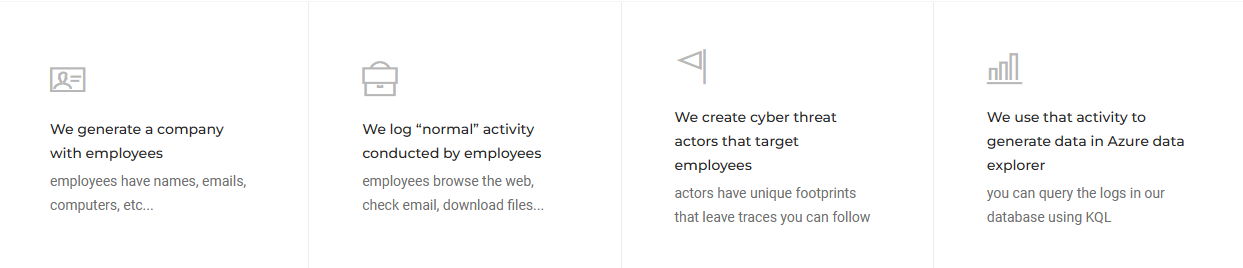 We generate a company
with employees
employees have names, emails,
computers, etc...
We log “normal” activity
conducted by employees
employees browse the web,
check email, download files...
We create cyber threat
actors that target
employees
actors have unique footprints
that leave traces you can follow
We use that activity to
generate data in Azure data
explorer
you can query the logs in our
database using KQL